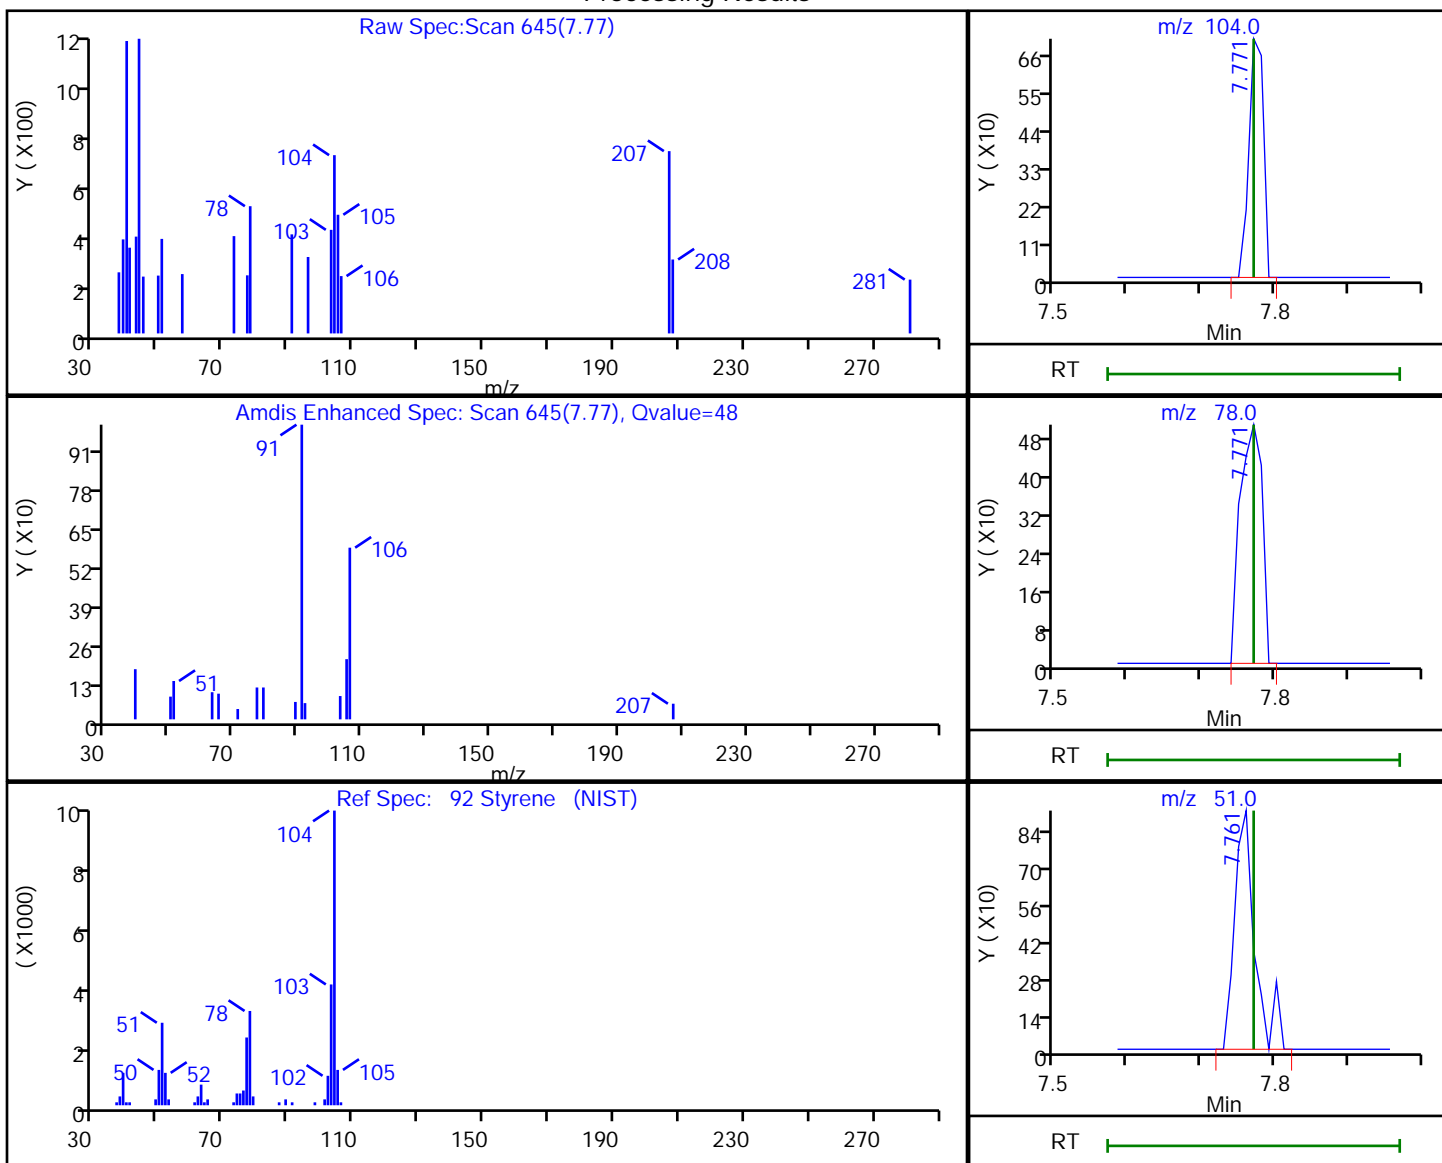 Processing Results
Raw Spec:Scan 645(7.77)
Y ( X100)
12
10
8
6
4
2
0
104
78
103
105
106
207
208
281
30 70 110 150 190 230 270
m/z
m/z 104.0
Y ( X10)
66
55
44
33
22
11
0
7.771
7.5 7.8
Min
RT
Amdis Enhanced Spec: Scan 645(7.77), Qvalue=48
Y ( X10)
91
78
65
52
39
26
13
0
91
106
51
207
30 70 110 150 190 230 270
m/z
m/z 78.0
Y ( X10)
48
40
32
24
16
8
0
7.771
7.5 7.8
Min
RT
Ref Spec: 92 Styrene (NIST)
( X1000)
10
8
6
4
2
0
104
103
78
51
50
52
102
105
30 70 110 150 190 230 270
m/z 51.0
Y ( X10)
84
70
56
42
28
14
0
7.761
7.5 7.8
Min
RT